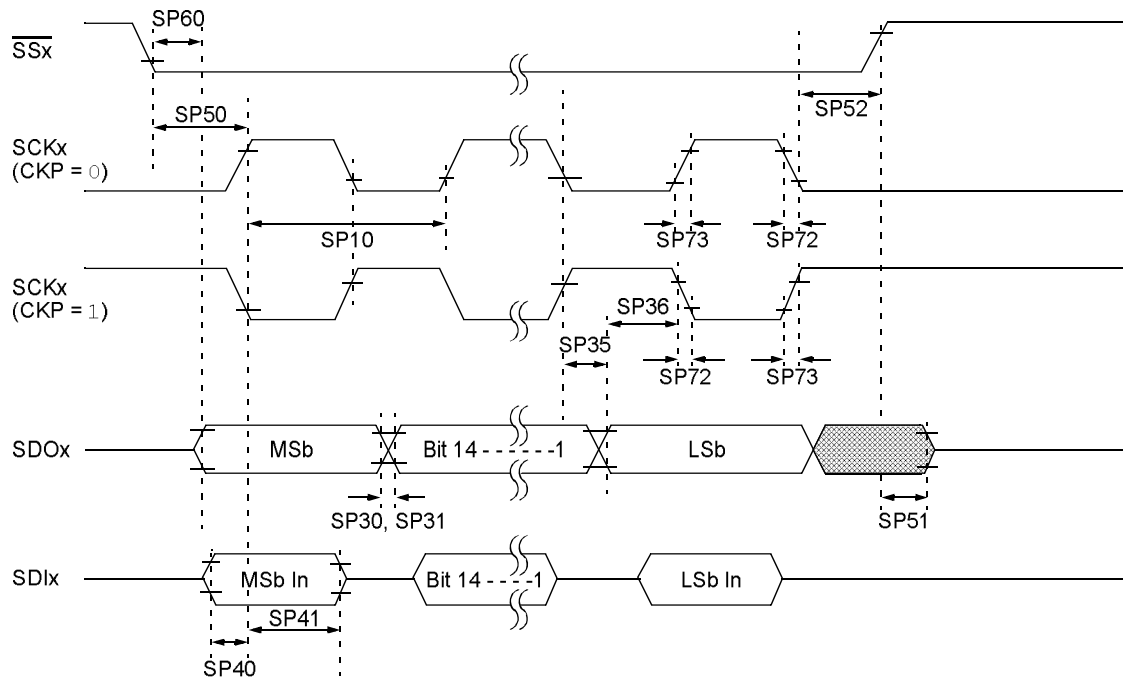 SP60
SSx
SP50
SP52
SCKx
(CKP = 0)
SP10
SP73
SP72
SCKx
(CKP = 1)
SP36
SP35
SP72
SP73
SDOx
MSb
Bit 14 - - - - - -1
LSb
SP30, SP31
SP51
SDIx
MSb In
Bit 14 - - - -1
LSb In
SP41
SP40